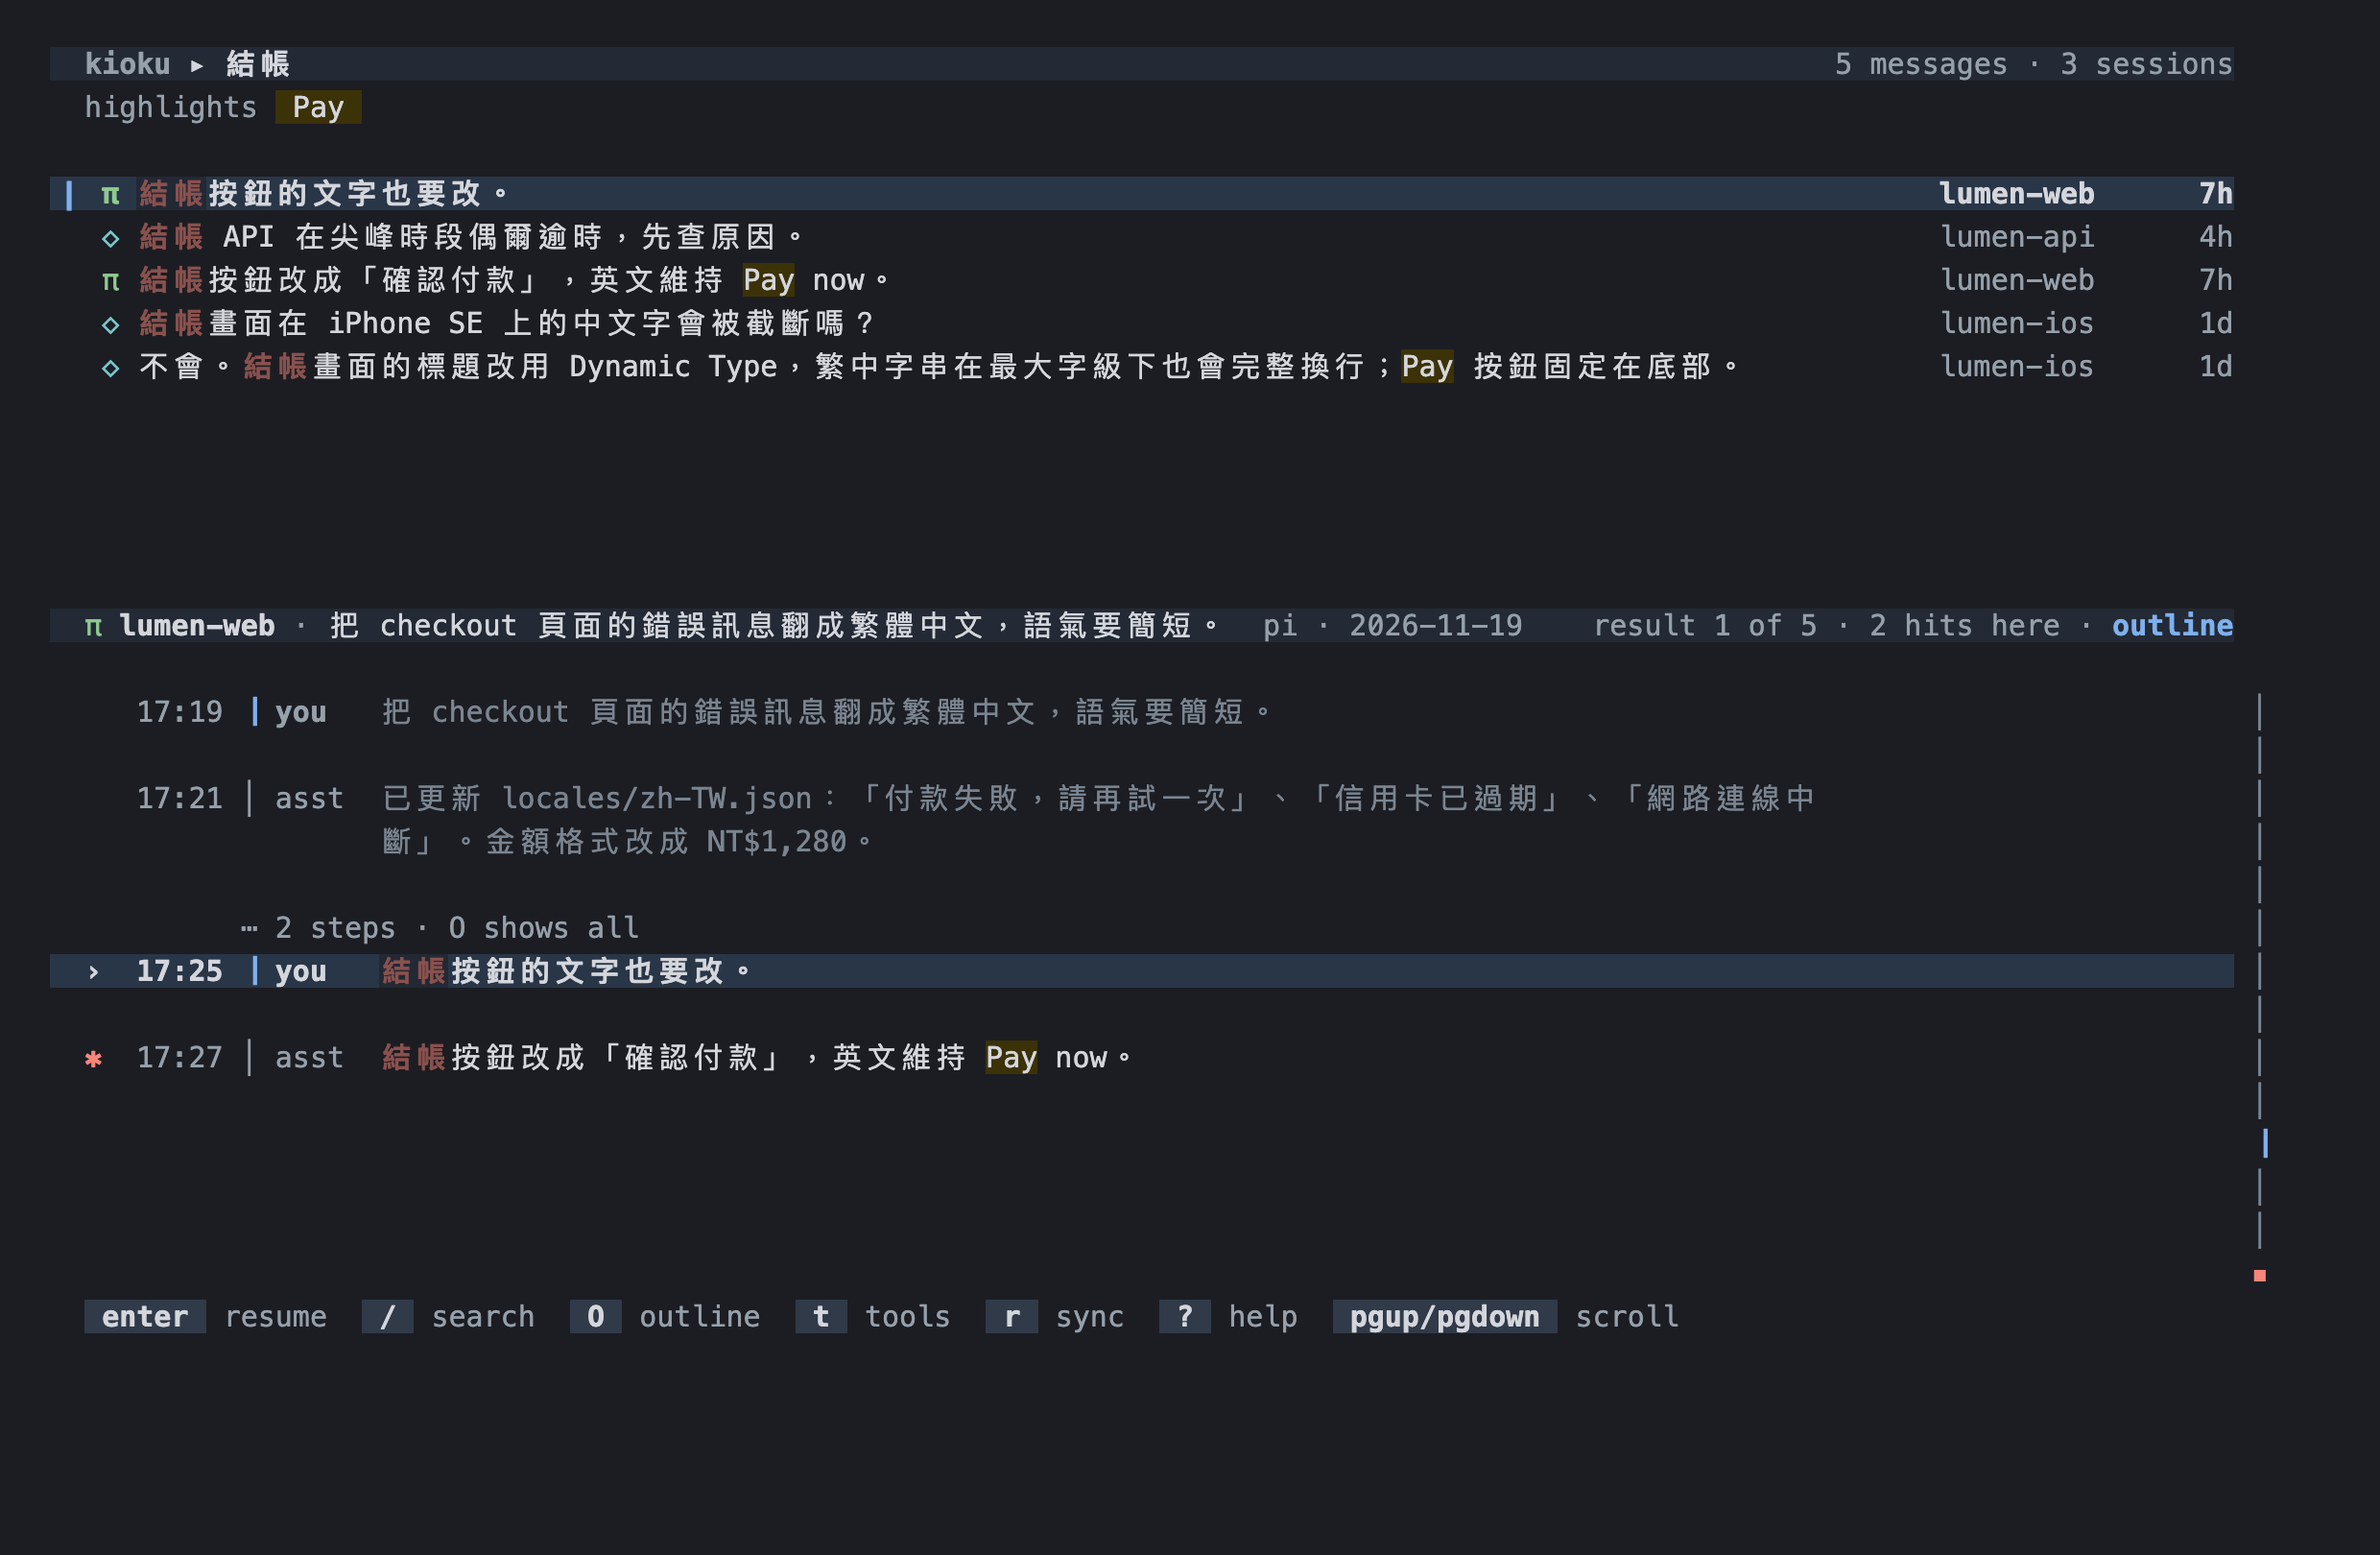 kioku ▸ 結帳 5 messages · 3 sessions
highlights Pay
π 結帳按鈕的文字也要改。 lumen-web 7h
◇ 結帳 API 在尖峰時段偶爾逾時，先查原因。 lumen-api 4h
π 結帳按鈕改成「確認付款」，英文維持 Pay now。 lumen-web 7h
◇ 結帳畫面在 iPhone SE 上的中文字會被截斷嗎？ lumen-ios 1d
◇ 不會。結帳畫面的標題改用 Dynamic Type，繁中字串在最大字級下也會完整換行；Pay 按鈕固定在底部。 lumen-ios 1d
π lumen-web · 把 checkout 頁面的錯誤訊息翻成繁體中文，語氣要簡短。 pi · 2026-11-19 result 1 of 5 · 2 hits here · outline
17:19 you 把 checkout 頁面的錯誤訊息翻成繁體中文，語氣要簡短。
17:21 asst 已更新 locales/zh-TW.json：「付款失敗，請再試一次」、「信用卡已過期」、「網路連線中
斷」。金額格式改成 NT$1,280。
⋯ 2 steps · O shows all
› 17:25 you 結帳按鈕的文字也要改。
✱ 17:27 asst 結帳按鈕改成「確認付款」，英文維持 Pay now。
enter resume / search O outline t tools r sync ? help pgup/pgdown scroll